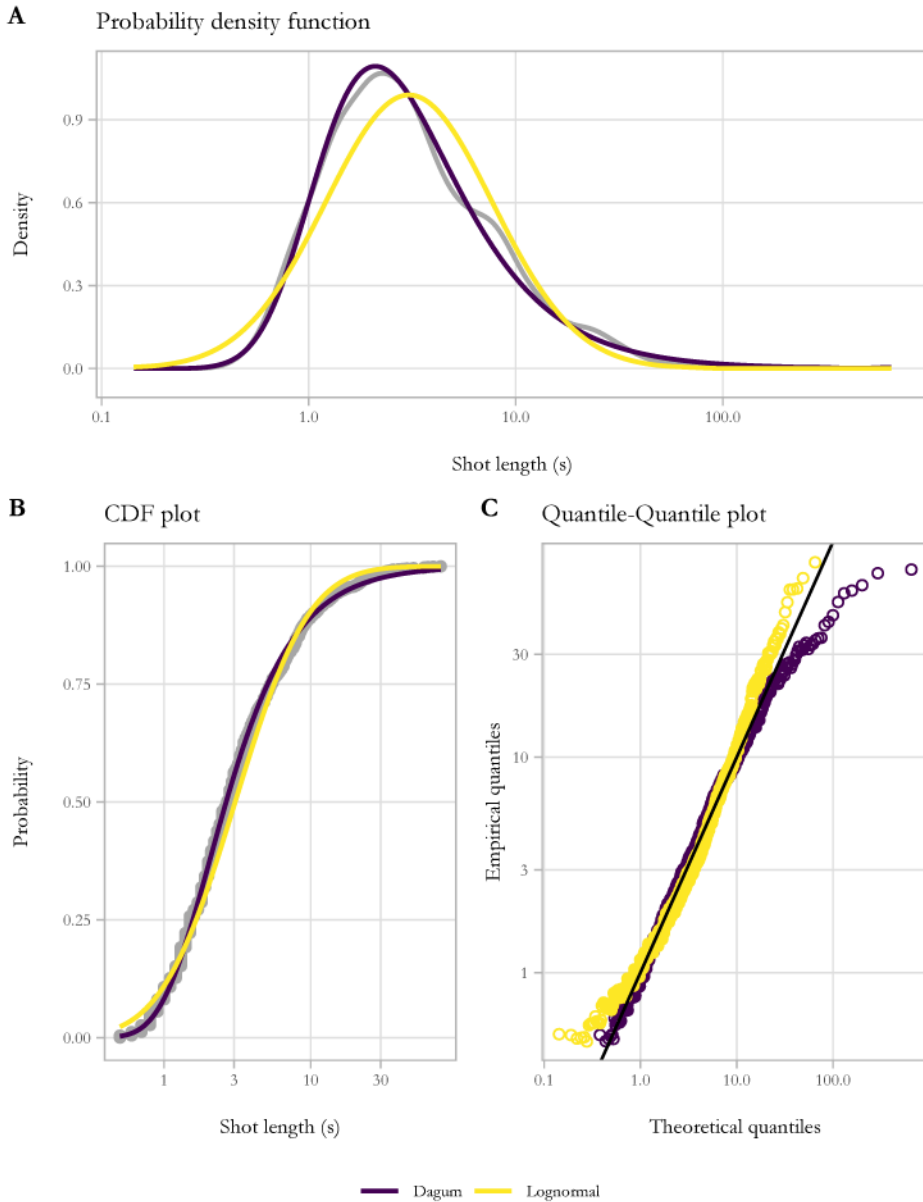 A
Probability density function
0.9
0.6
0.3
0.0
Density
0.1 1.0 10.0 100.0
Shot length (s)
B
CDF plot
1.00
0.75
0.50
0.25
0.00
Probability
1 3 10 30
Shot length (s)
C
Quantile-Quantile plot
30
10
3
1
Empirical quantiles
0.1 1.0 10.0 100.0
Theoretical quantiles
Dagum Lognormal